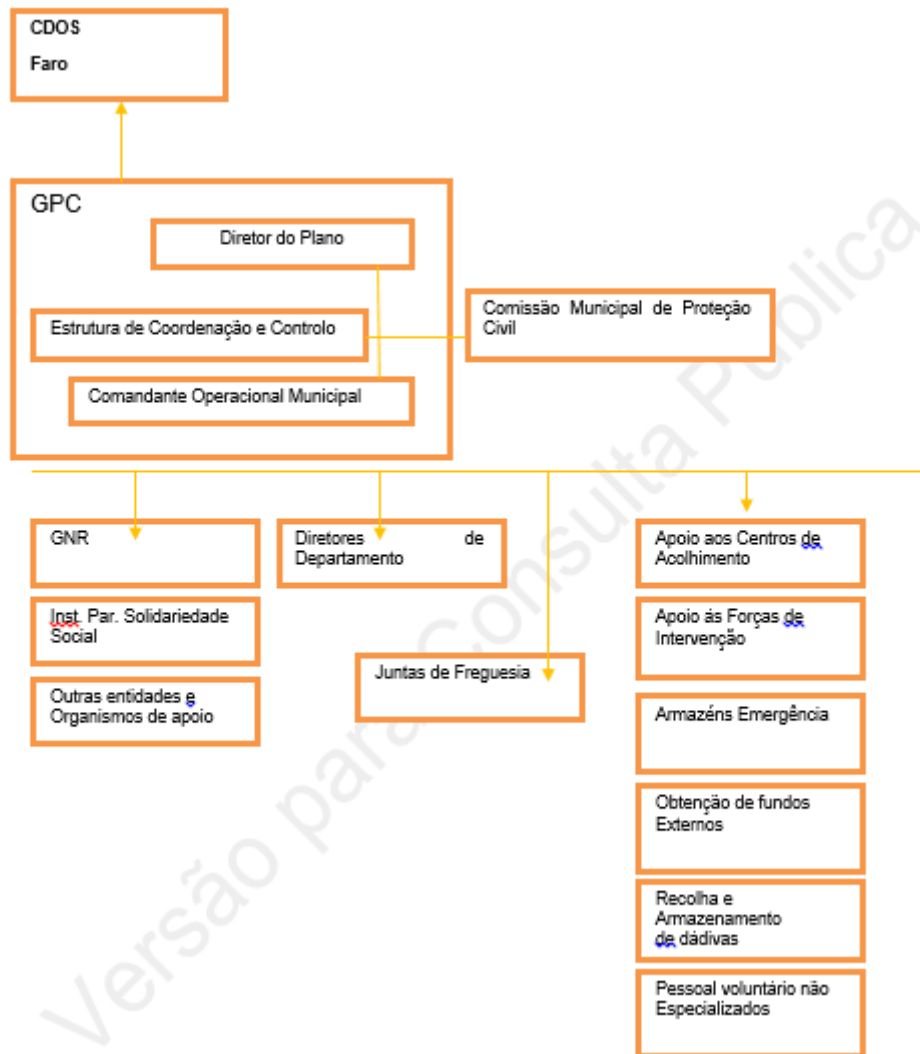 CDOS
Faro
GPC
Diretor do Plano
Estrutura de Coordenação e Controlo
Comandante Operacional Municipal
Comissão Municipal de Proteção
Civil
GNR
Inst. Par. Solidariedade
Social
Outras entidades e
Organismos de apoio
Diretores de
Departamento
Juntas de Freguesia
Apoio aos Centros de
Acolhimento
Apoio ás Forças de
Intervenção
Armazéns Emergência
Obtenção de fundos
Externos
Recolha e
Armazenamento
de dádivas
Pessoal voluntário não
Especializados
Versão para Consulta Pública